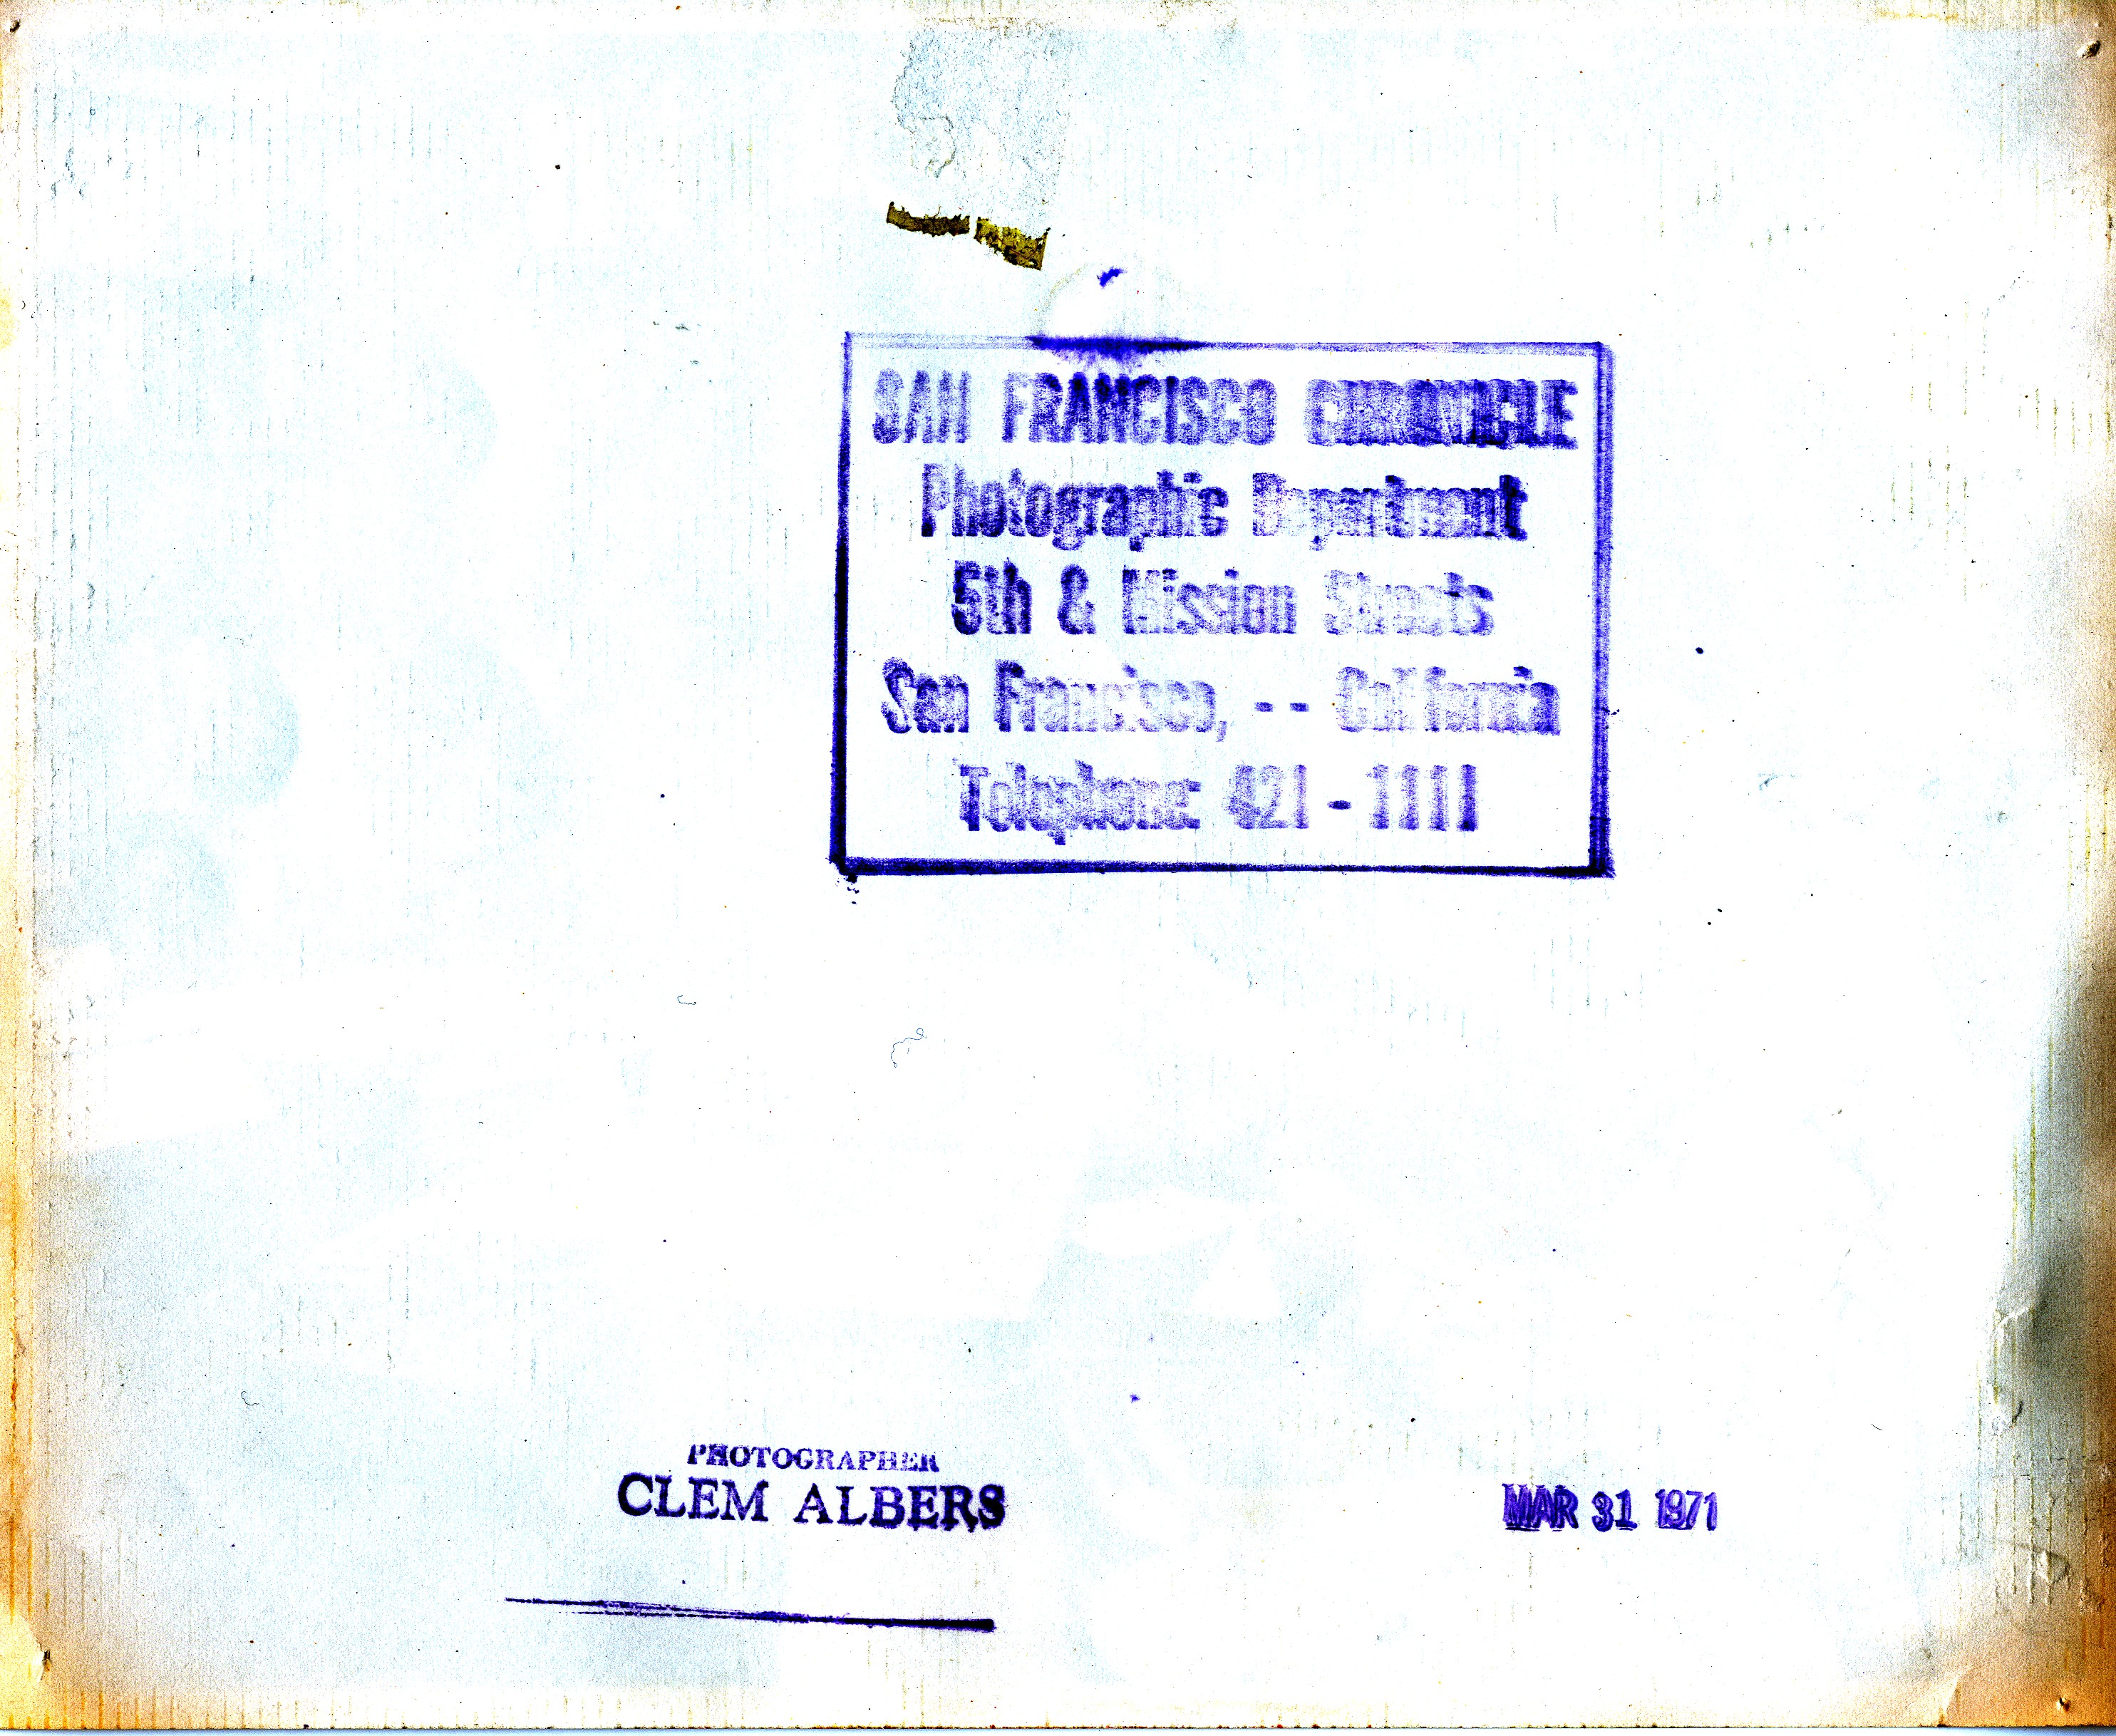 SAN FRANCISCO CHRONICLE
Photographic Department
5th & Mission Streets
San Francisco, -- California
Telephone: 421-1111
PHOTOGRAPHER
CLEM ALBERS
MAR 31 1971